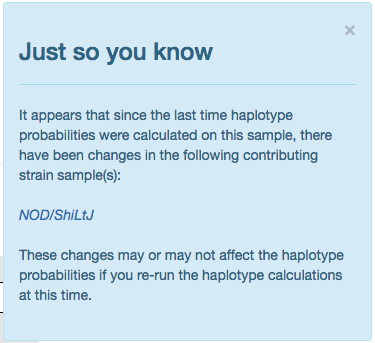 ×
Just so you know
It appears that since the last time haplotype
probabilities were calculated on this sample, there
have been changes in the following contributing
strain sample(s):
NOD/ShiLtJ
These changes may or may not affect the haplotype
probabilities if you re-run the haplotype calculations
at this time.